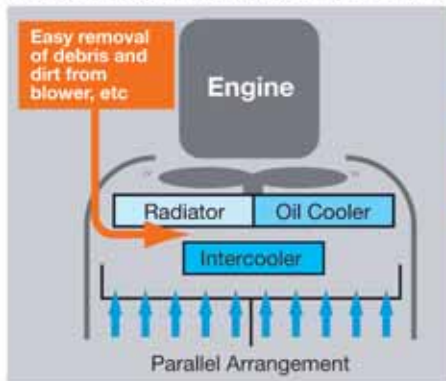 Easy removal
of debris and
dirt from
blower, etc
Engine
Radiator
Oil Cooler
Intercooler
Parallel Arrangement